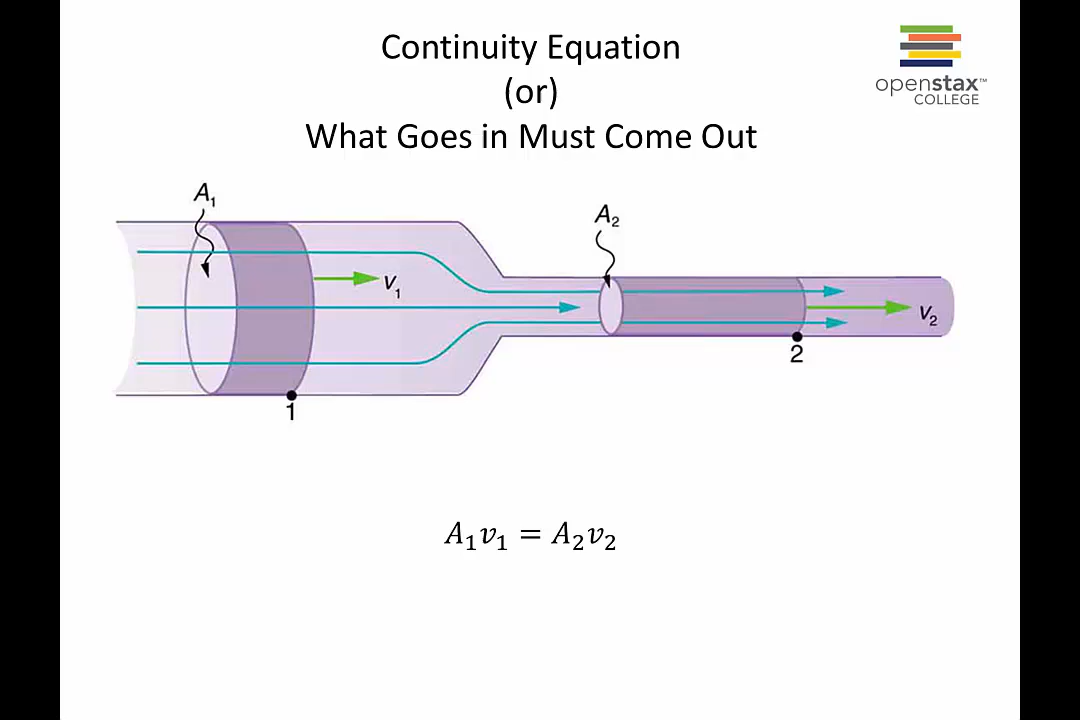 Continuity Equation
(or)
What Goes in Must Come Out
openstax™
COLLEGE
A₁
A₂
v₁
v₂
1
2
𝐴₁𝑣₁ = 𝐴₂𝑣₂